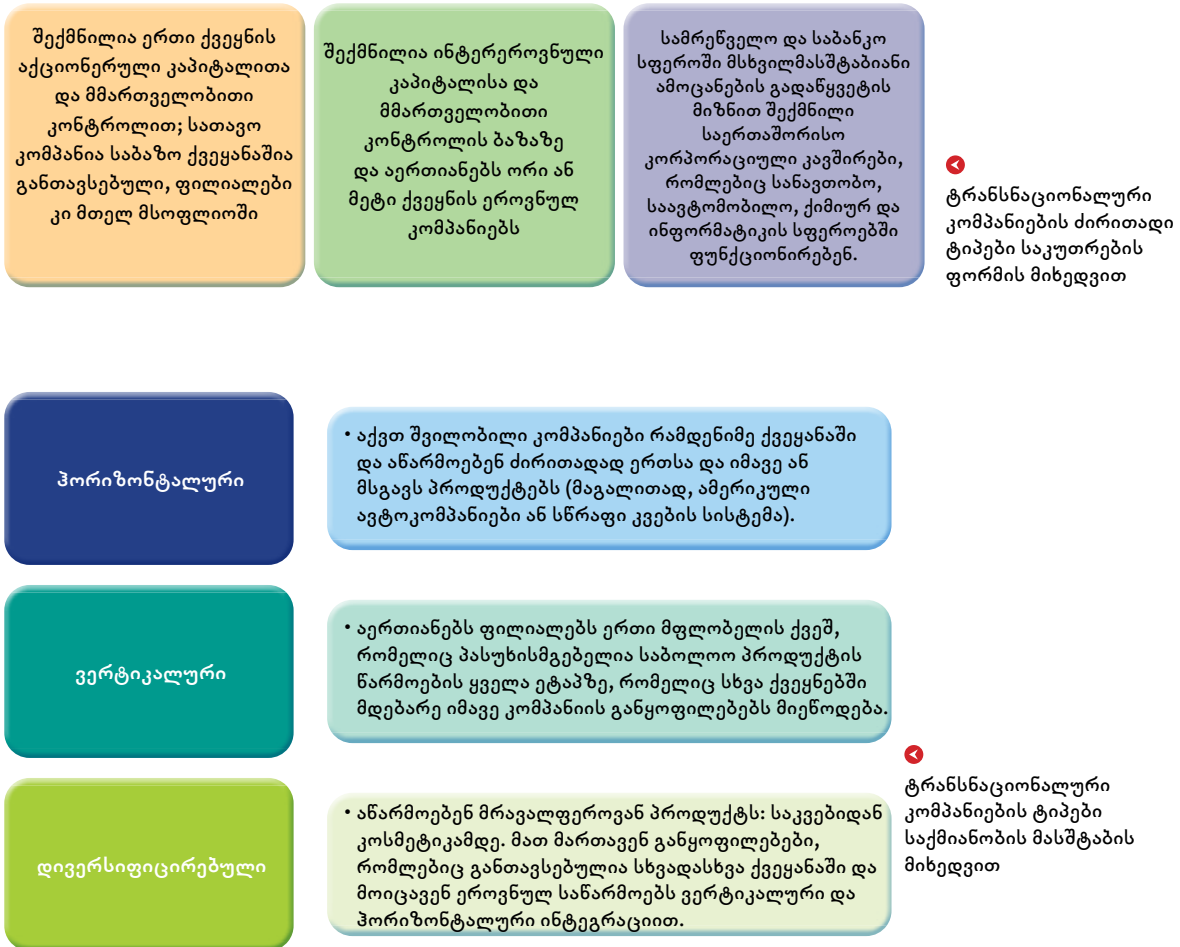 შექმნილია ერთი ქვეყნის
აქციონერული კაპიტალითა
და მმართველობითი
კონტროლით; სათავო
კომპანია საბაზო ქვეყანაშია
განთავსებული, ფილიალები
კი მთელ მსოფლიოში
შექმნილია ინტერეროვნული
კაპიტალისა და
მმართველობითი
კონტროლის ბაზაზე
და აერთიანებს ორი ან
მეტი ქვეყნის ეროვნულ
კომპანიებს
სამრეწველო და საბანკო
სფეროში მსხვილმასშტაბიანი
ამოცანების გადაწყვეტის
მიზნით შექმნილი
საერთაშორისო
კორპორაციული კავშირები,
რომლებიც სანავთობო,
საავტომობილო, ქიმიურ და
ინფორმატიკის სფეროებში
ფუნქციონირებენ.
ტრანსნაციონალური
კომპანიების ძირითადი
ტიპები საკუთრების
ფორმის მიხედვით
ჰორიზონტალური
• აქვთ შვილობილი კომპანიები რამდენიმე ქვეყანაში
და აწარმოებენ ძირითადად ერთსა და იმავე ან
მსგავს პროდუქტებს (მაგალითად, ამერიკული
ავტოკომპანიები ან სწრაფი კვების სისტემა).
ვერტიკალური
• აერთიანებს ფილიალებს ერთი მფლობელის ქვეშ,
რომელიც პასუხისმგებელია საბოლოო პროდუქტის
წარმოების ყველა ეტაპზე, რომელიც სხვა ქვეყნებში
მდებარე იმავე კომპანიის განყოფილებებს მიეწოდება.
დივერსიფიცირებული
• აწარმოებენ მრავალფეროვან პროდუქტს: საკვებიდან
კოსმეტიკამდე. მათ მართავენ განყოფილებები,
რომლებიც განთავსებულია სხვადასხვა ქვეყანაში და
მოიცავენ ეროვნულ საწარმოებს ვერტიკალური და
ჰორიზონტალური ინტეგრაციით.
ტრანსნაციონალური
კომპანიების ტიპები
საქმიანობის მასშტაბის
მიხედვით